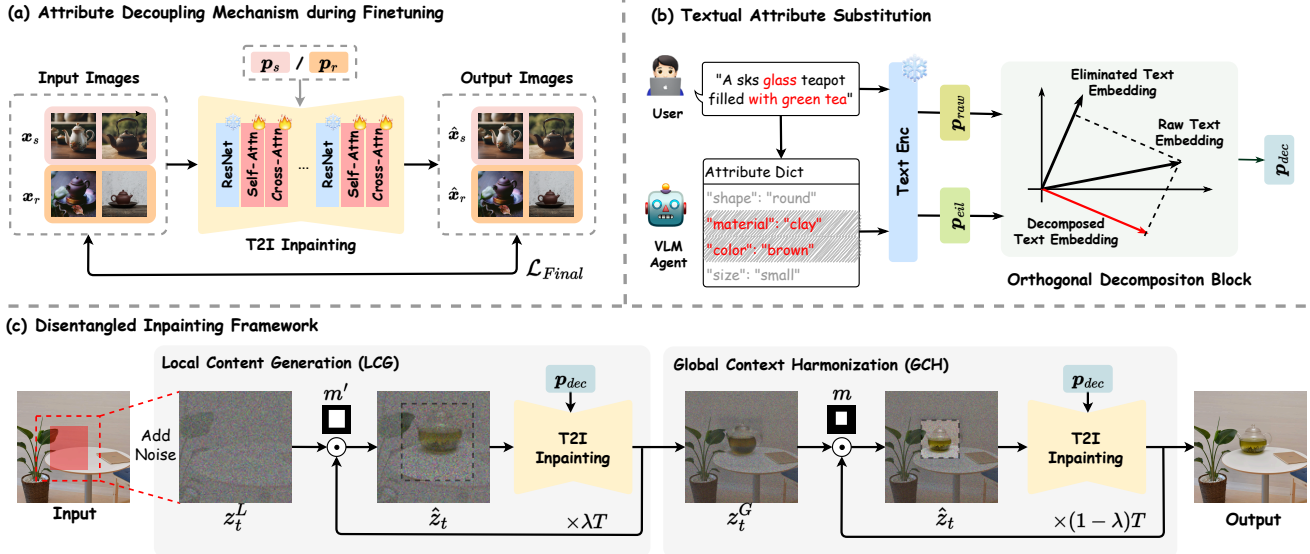 (a) Attribute Decoupling Mechanism during Finetuning
p_s / p_r
Input Images
Output Images
x_s
x_r
ResNet
Self-Attn
Cross-Attn
...
ResNet
Self-Attn
Cross-Attn
x̂_s
x̂_r
T2I Inpainting
ℒ_Final
(b) Textual Attribute Substitution
User
"A sks glass teapot
filled with green tea"
VLM
Agent
Attribute Dict
"shape": "round"
"material": "clay"
"color": "brown"
"size": "small"
Text Enc
p_raw
p_eil
Eliminated Text
Embedding
Raw Text
Embedding
Decomposed
Text Embedding
Orthogonal Decompositon Block
p_dec
(c) Disentangled Inpainting Framework
Input
Add
Noise
Local Content Generation (LCG)
z_t^L
m'
ẑ_t
p_dec
T2I
Inpainting
×λT
Global Context Harmonization (GCH)
z_t^G
m
ẑ_t
p_dec
T2I
Inpainting
×(1 − λ)T
Output